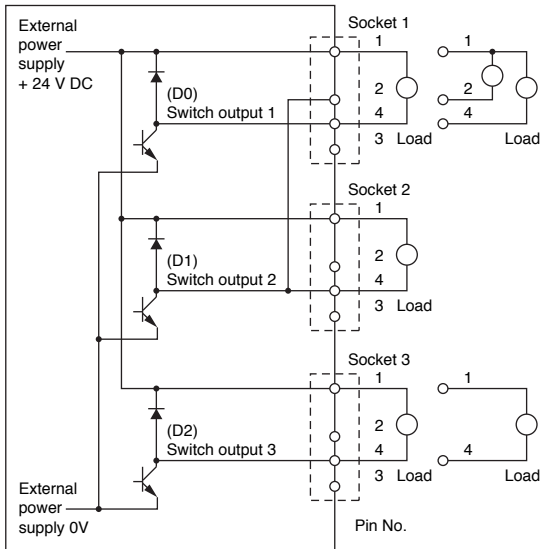 External
power
supply
+ 24 V DC
(D0)
Switch output 1
Socket 1
1
2
4
3 Load
1
2
4
Load
(D1)
Switch output 2
Socket 2
1
2
4
3 Load
(D2)
Switch output 3
Socket 3
1
2
4
3 Load
1
4
Load
External
power
supply 0V
Pin No.